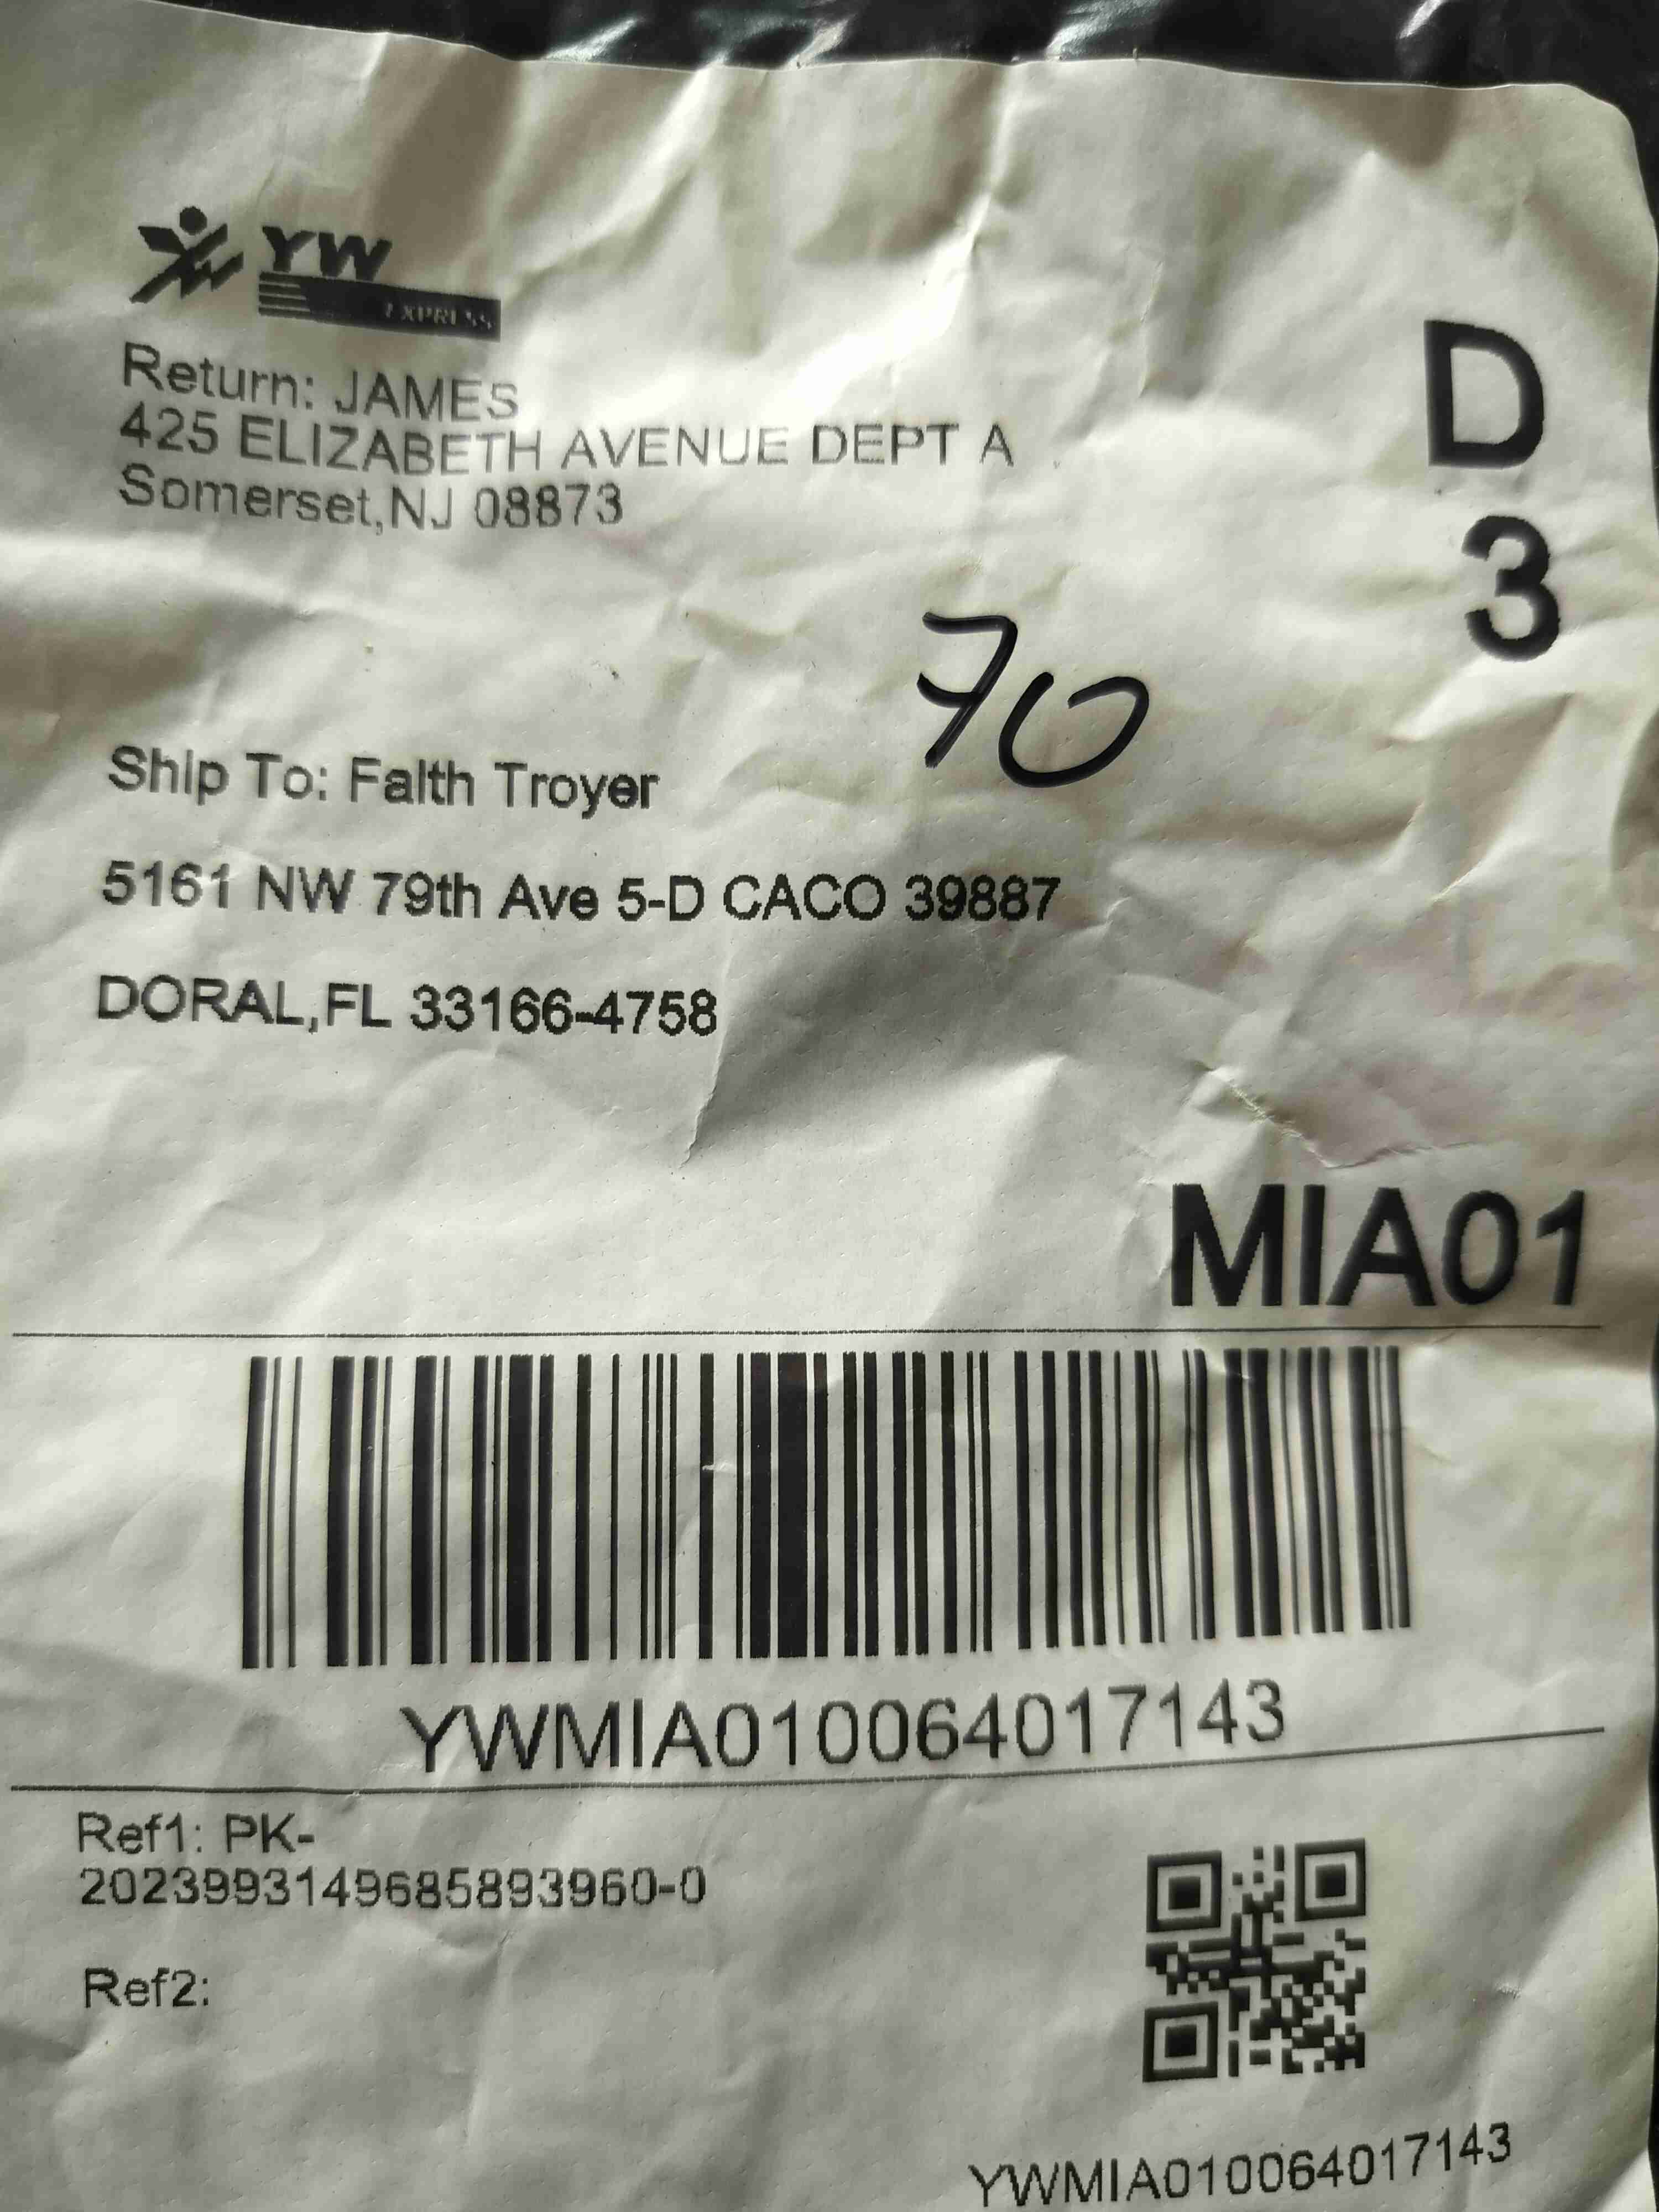 YW
EXPRESS
Return: JAMES
425 ELIZABETH AVENUE DEPT A
Somerset,NJ 08873
D
3
70
Ship To: Faith Troyer
5161 NW 79th Ave 5-D CACO 39887
DORAL,FL 33166-4758
MIA01
YWMIA010064017143
Ref1: PK-
2023993149685893960-0
Ref2:
YWMIA010064017143